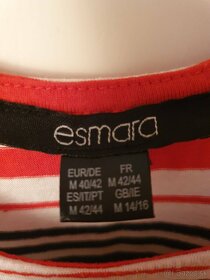 esmara
EUR/DE FR
M 40/42 M 42/44
ES/IT/PT GB/IE
M 42/44 M 14/16